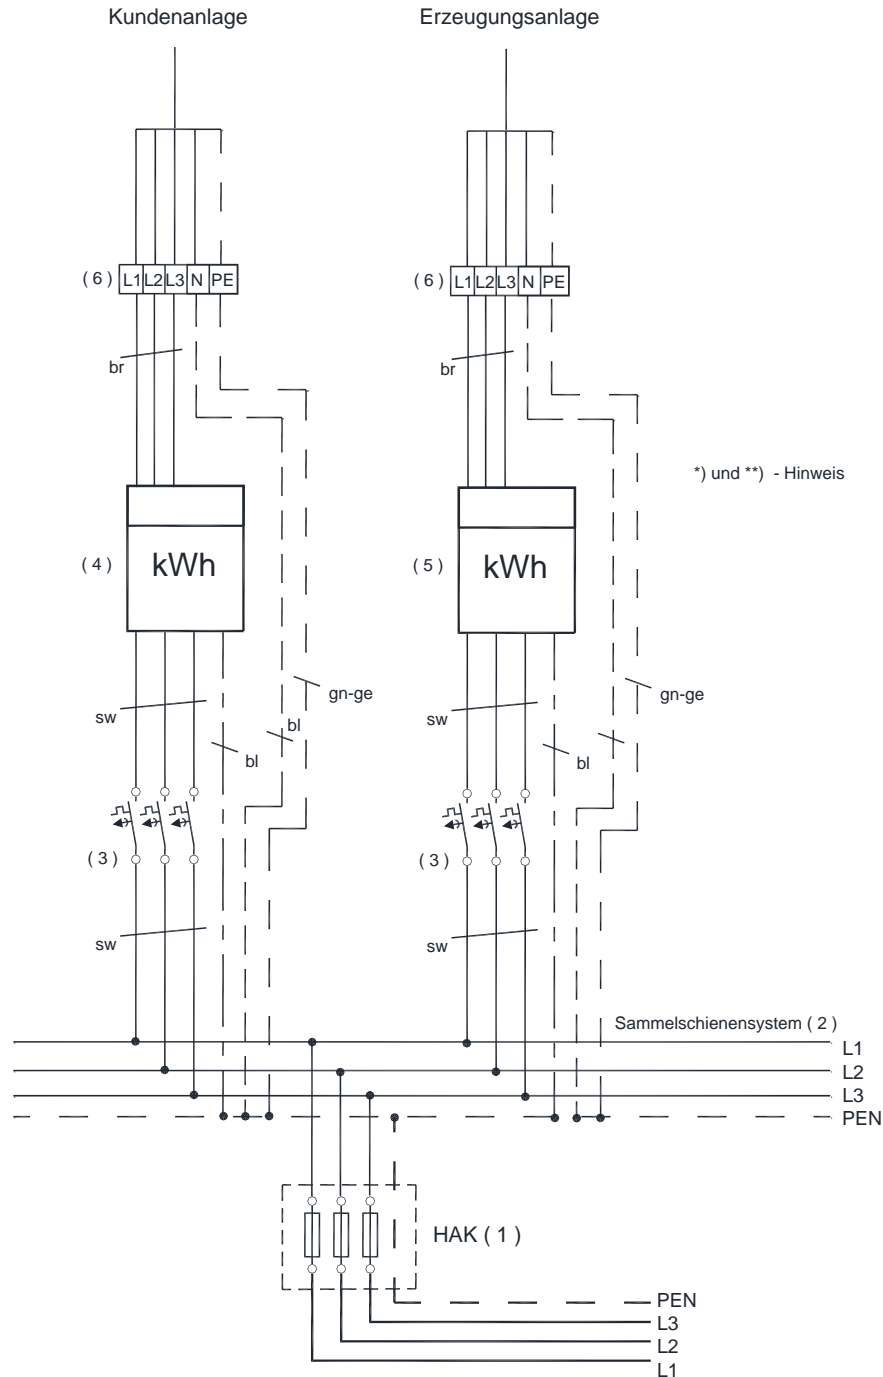 Kundenanlage
Erzeugungsanlage
( 6 ) L1 L2 L3 N PE
( 6 ) L1 L2 L3 N PE
br
br
*) und **) - Hinweis
( 4 ) kWh
( 5 ) kWh
gn-ge
gn-ge
sw
bl
bl
sw
bl
( 3 )
( 3 )
sw
sw
Sammelschienensystem ( 2 )
L1
L2
L3
PEN
HAK ( 1 )
PEN
L3
L2
L1